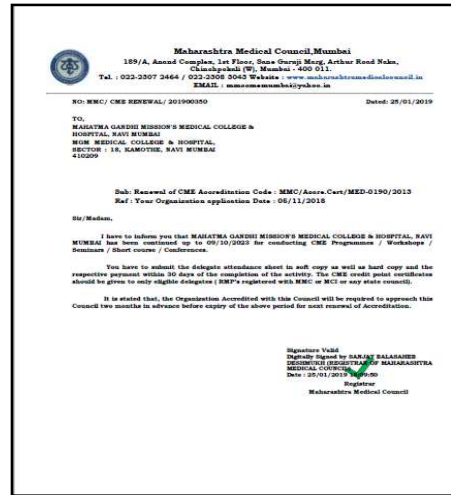 Maharashtra Medical Council,Mumbai
189/A, Anand Complex, 1st Floor, Sane Guruji Marg, Arthur Road Naka,
Chinchpokali (W), Mumbai - 400 011.
Tel. : 022-2307 2464 / 022-2308 3045 Website : www.maharashtramedicalcouncil.in
EMAIL : mmccmemumbai@yahoo.in
NO: MMC/ CME RENEWAL/ 201900350 Dated: 25/01/2019
TO,
MAHATMA GANDHI MISSION'S MEDICAL COLLEGE &
HOSPITAL, NAVI MUMBAI
MGM MEDICAL COLLEGE & HOSPITAL,
SECTOR : 18, KAMOTHE, NAVI MUMBAI
410209
Sub: Renewal of CME Accreditation Code : MMC/Accre.Cert/MED-0190/2013
Ref : Your Organization application Date : 05/11/2018
Sir/Madam,
I have to inform you that MAHATMA GANDHI MISSION'S MEDICAL COLLEGE & HOSPITAL, NAVI
MUMBAI has been continued up to 09/10/2023 for conducting CME Programmes / Workshops /
Seminars / Short course / Conferences.
You have to submit the delegate attendance sheet in soft copy as well as hard copy and the
respective payment within 30 days of the completion of the activity. The CME credit point certificates
should be given to only eligible delegates ( RMP's registered with MMC or MCI or any state council).
It is stated that, the Organization Accredited with this Council will be required to approach this
Council two months in advance before expiry of the above period for next renewal of Accreditation.
Signature Valid
Digitally Signed by SANJAY BALASAHEB
DESHMUKH (REGISTRAR OF MAHARASHTRA
MEDICAL COUNCIL)
Date : 25/01/2019
Registrar
Maharashtra Medical Council